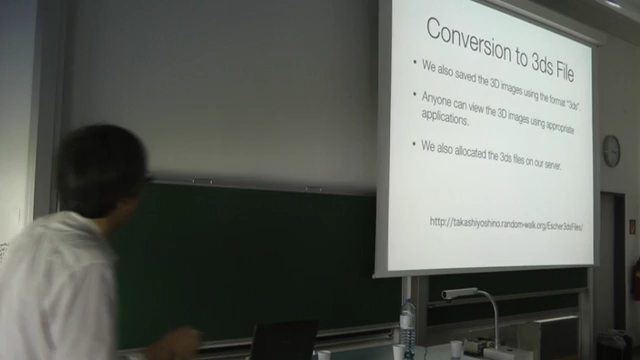 Conversion to 3ds File
• We also saved the 3D images using the format "3ds"
• Anyone can view the 3D images using appropriate
applications.
• We also allocated the 3ds files on our server.
http://takashiyoshino.random-walk.org/Escher3dsFiles/